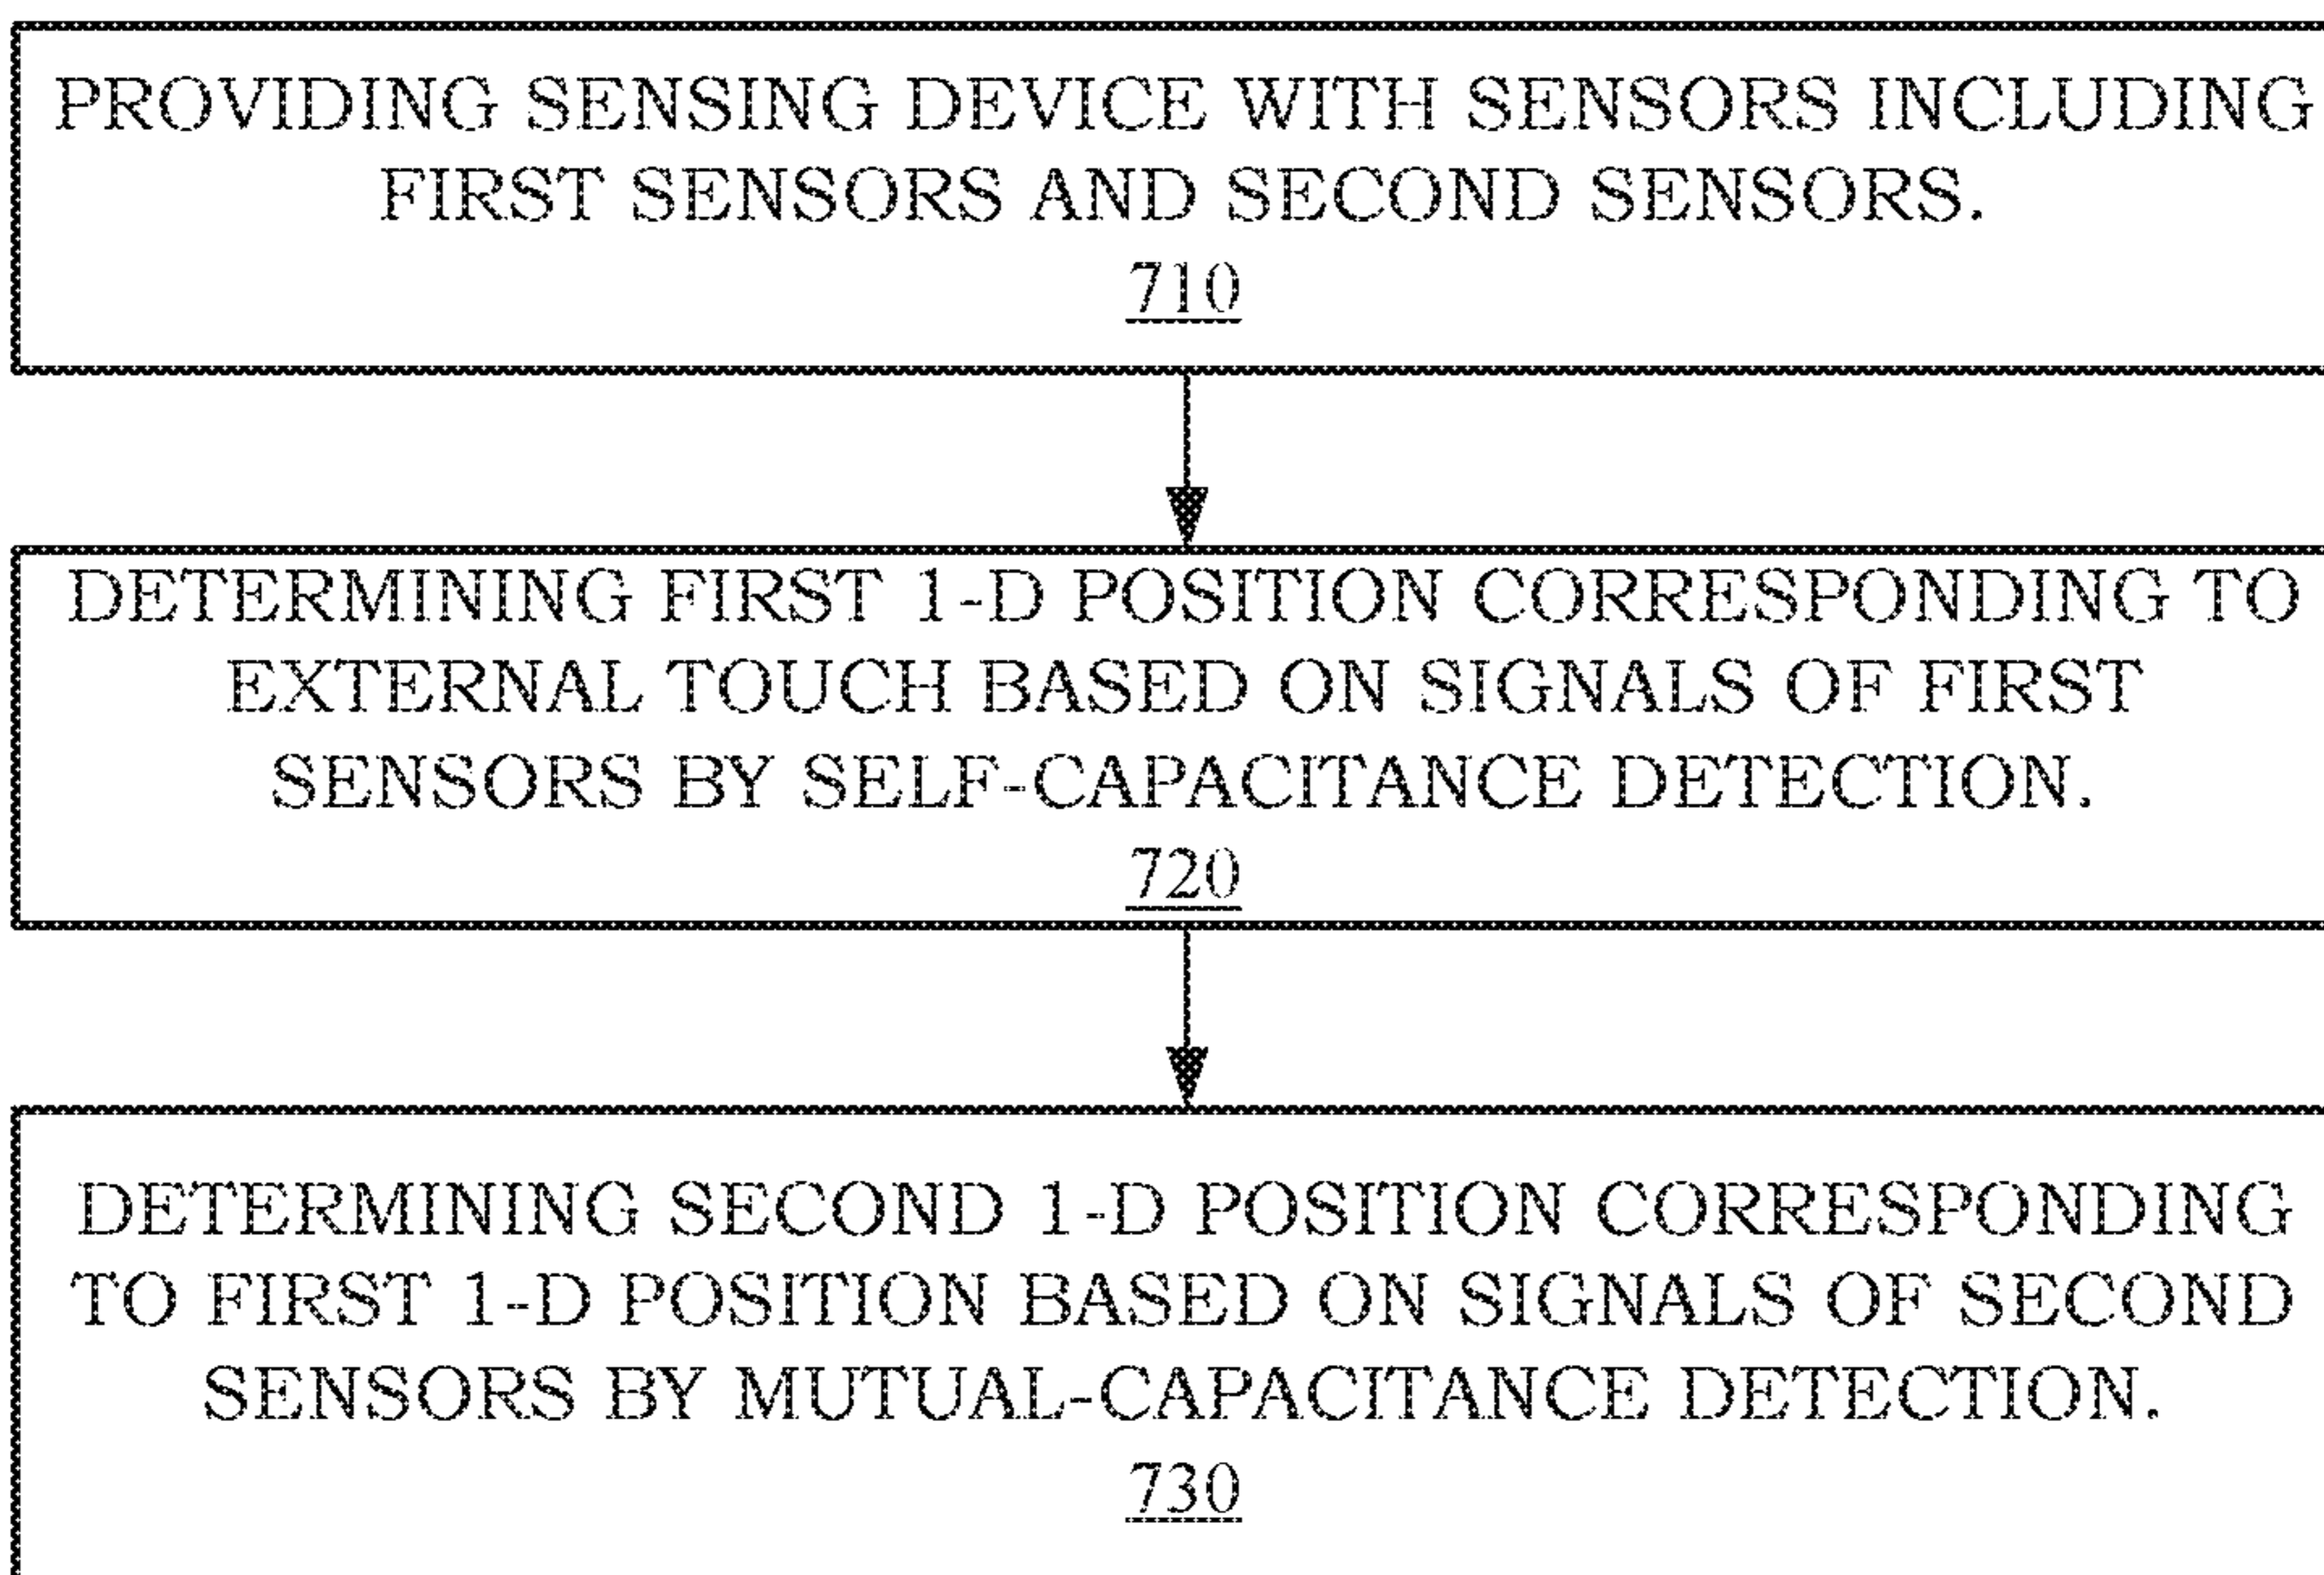 PROVIDING SENSING DEVICE WITH SENSORS INCLUDING
FIRST SENSORS AND SECOND SENSORS.
710
DETERMINING FIRST 1-D POSITION CORRESPONDING TO
EXTERNAL TOUCH BASED ON SIGNALS OF FIRST
SENSORS BY SELF-CAPACITANCE DETECTION.
720
DETERMINING SECOND 1-D POSITION CORRESPONDING
TO FIRST 1-D POSITION BASED ON SIGNALS OF SECOND
SENSORS BY MUTUAL-CAPACITANCE DETECTION.
730